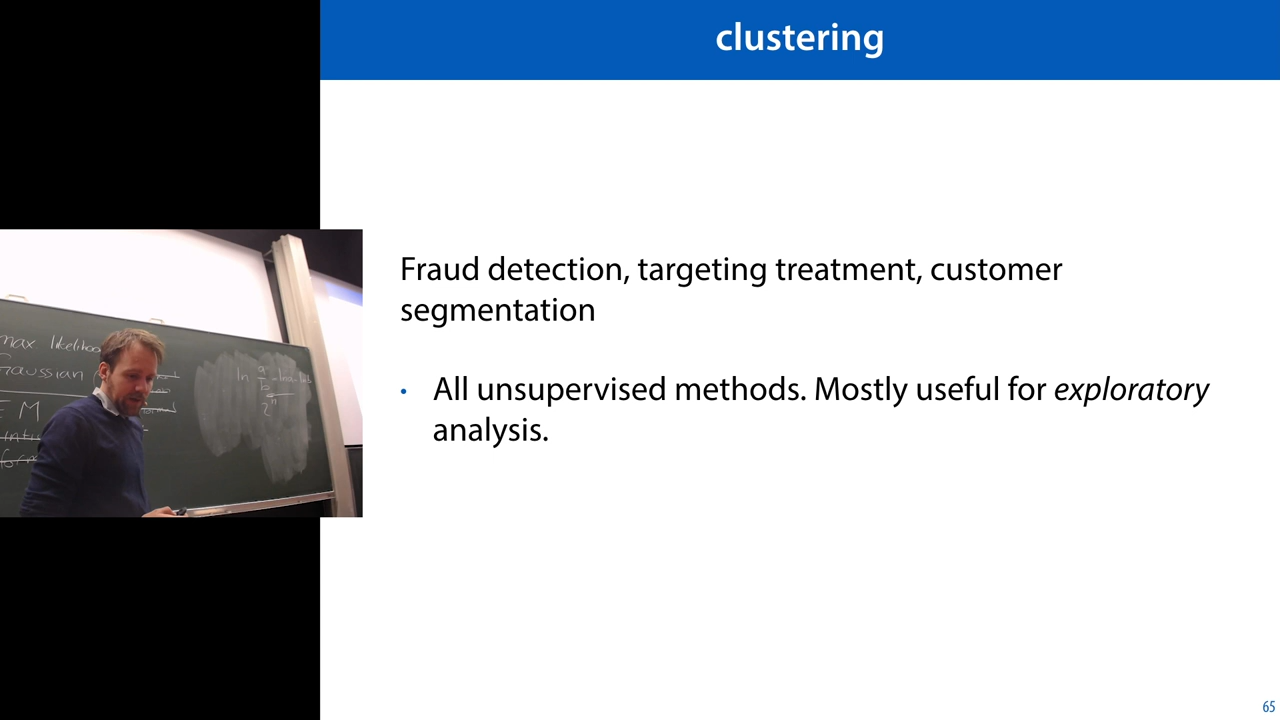 clustering
Fraud detection, targeting treatment, customer
segmentation
• All unsupervised methods. Mostly useful for exploratory
analysis.
max likelihoo
Gaussian (
EM
ln a
b
65